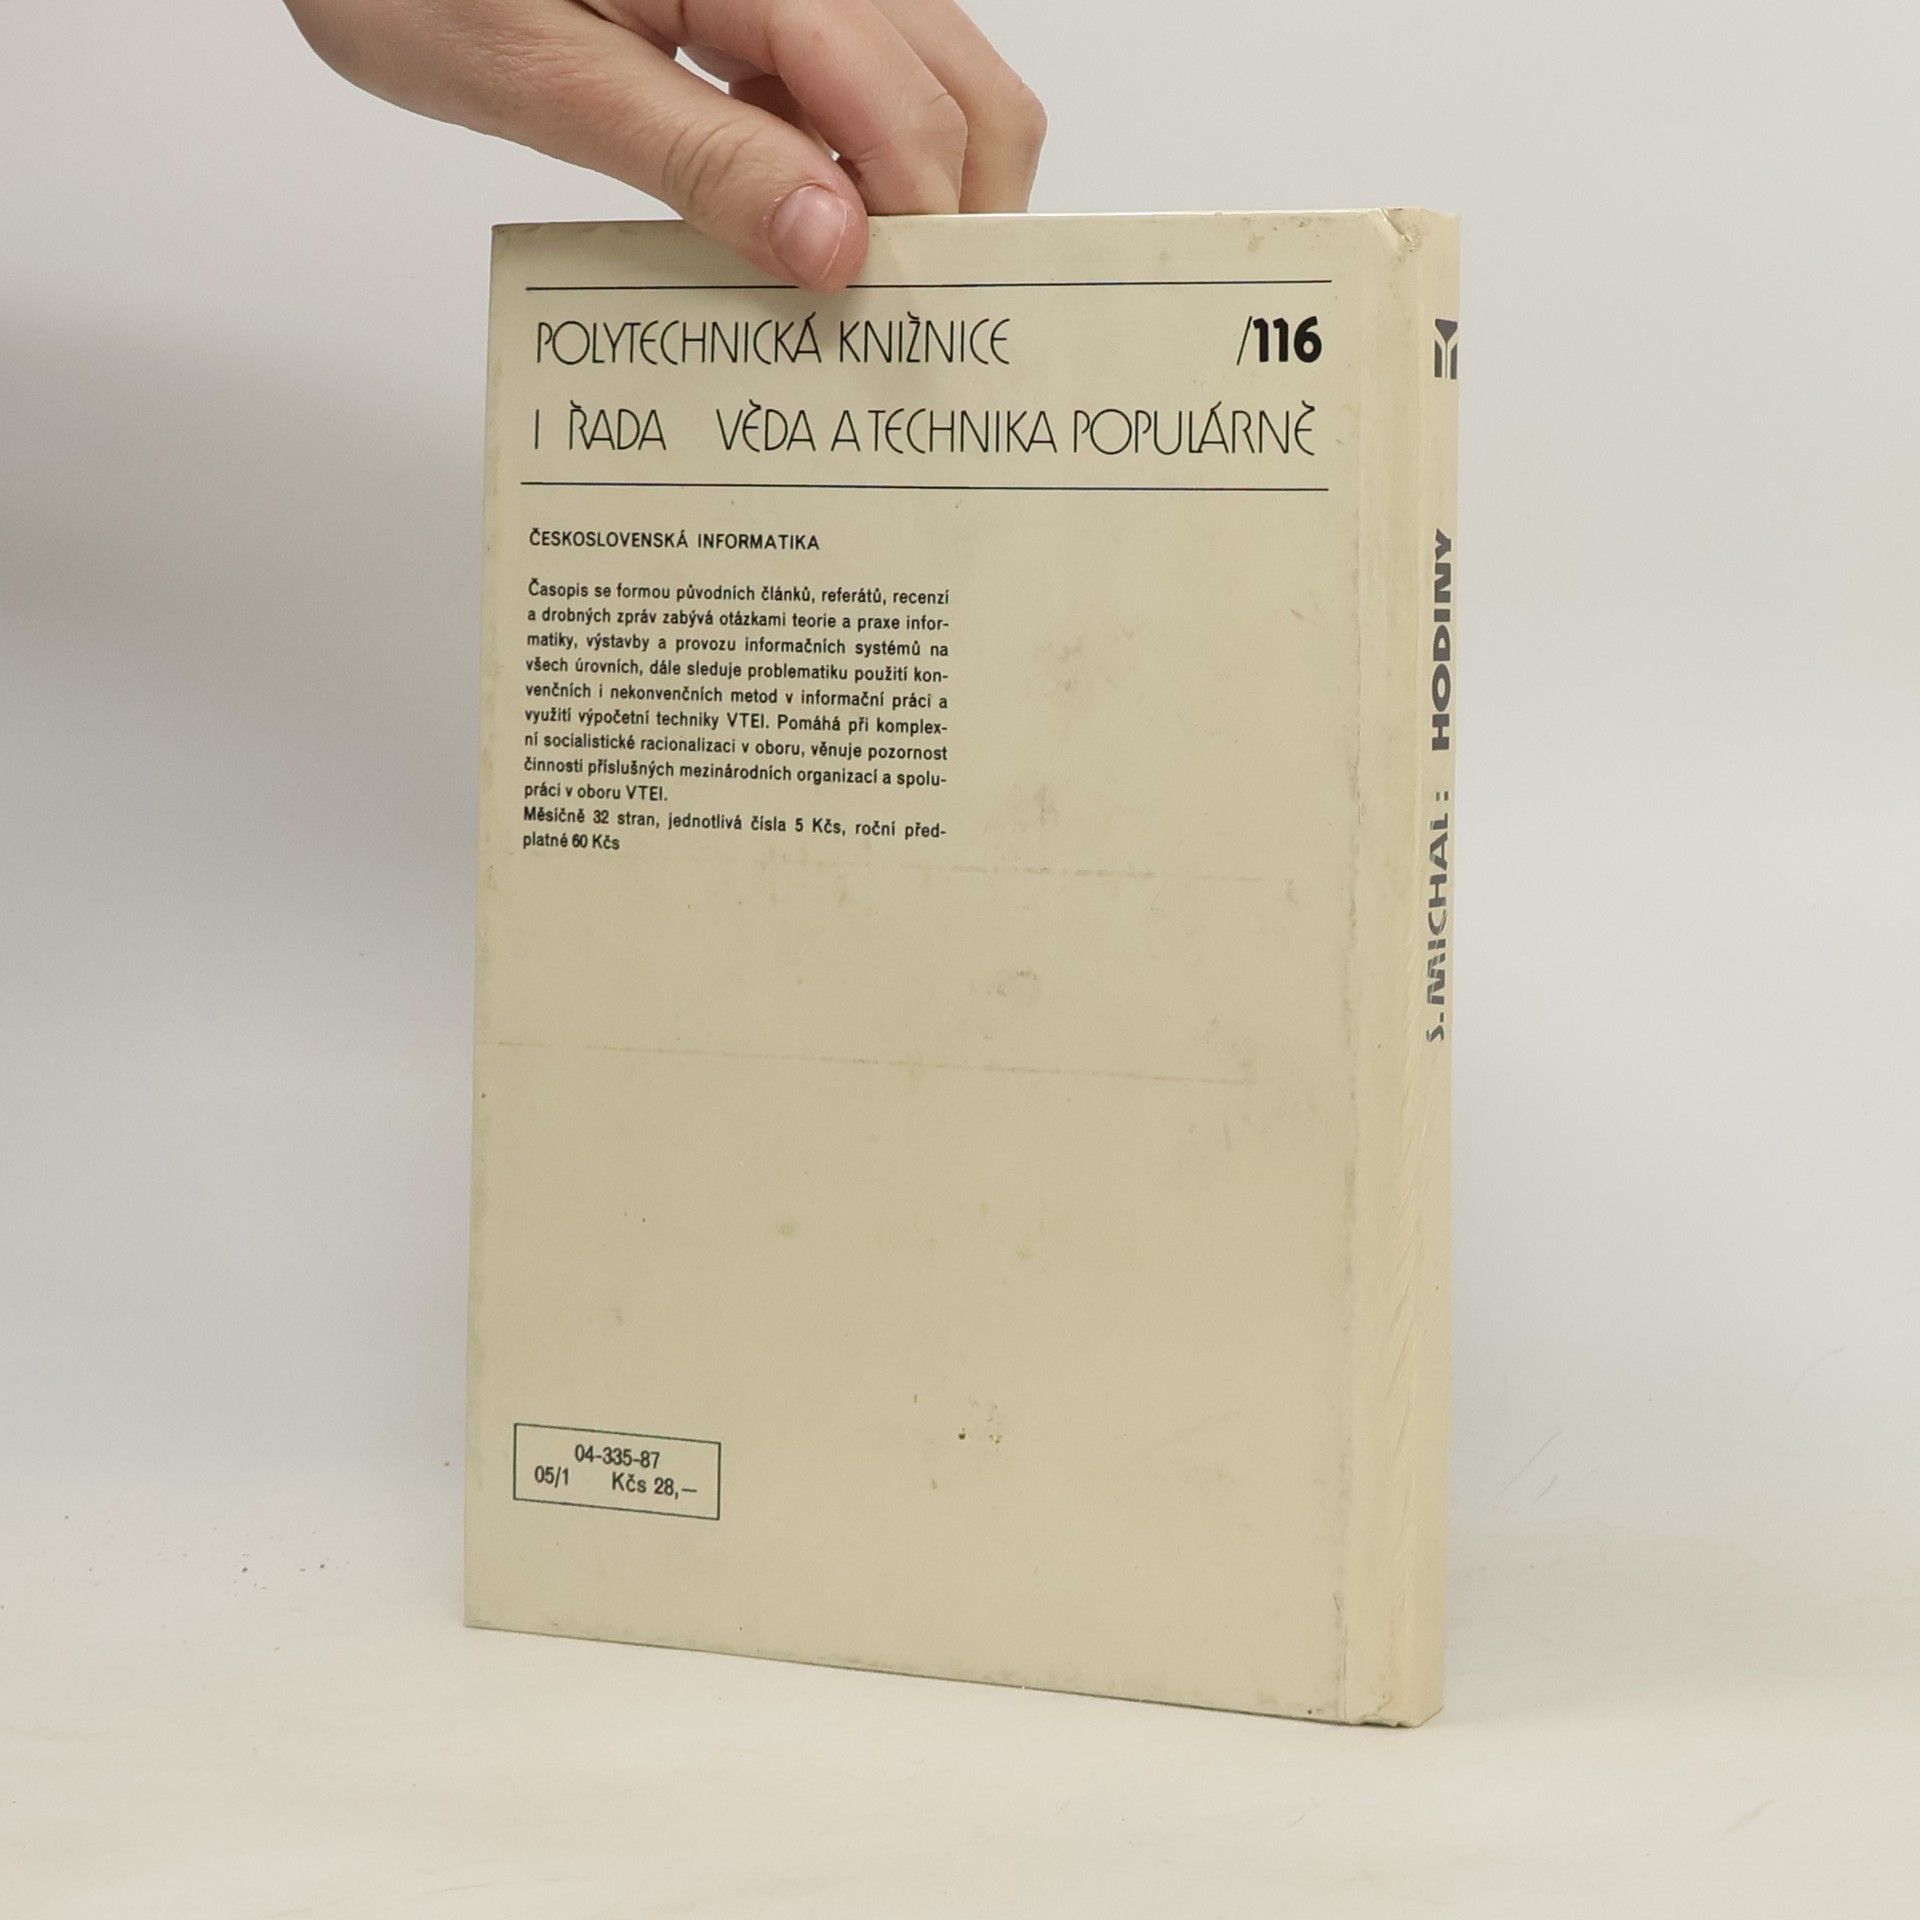 POLYTECHNICKÁ KNIŽNICE /116
I ŘADA VĚDA A TECHNIKA POPULÁRNĚ
ČESKOSLOVENSKÁ INFORMATIKA
Časopis se formou původních článků, referátů, recenzí
a drobných zpráv zabývá otázkami teorie a praxe infor-
matiky, výstavby a provozu informačních systémů na
všech úrovních, dále sleduje problematiku použití kon-
venčních i nekonvenčních metod v informační práci a
využití výpočetní techniky VTEI. Pomáhá při komplex-
ní socialistické racionalizaci v oboru, věnuje pozornost
činnosti příslušných mezinárodních organizací a spolu-
práci v oboru VTEI.
Měsíčně 32 stran, jednotlivá čísla 5 Kčs, roční před-
platné 60 Kčs
04-335-87
05/1 Kčs 28,—
S. MICHAL: HODINY